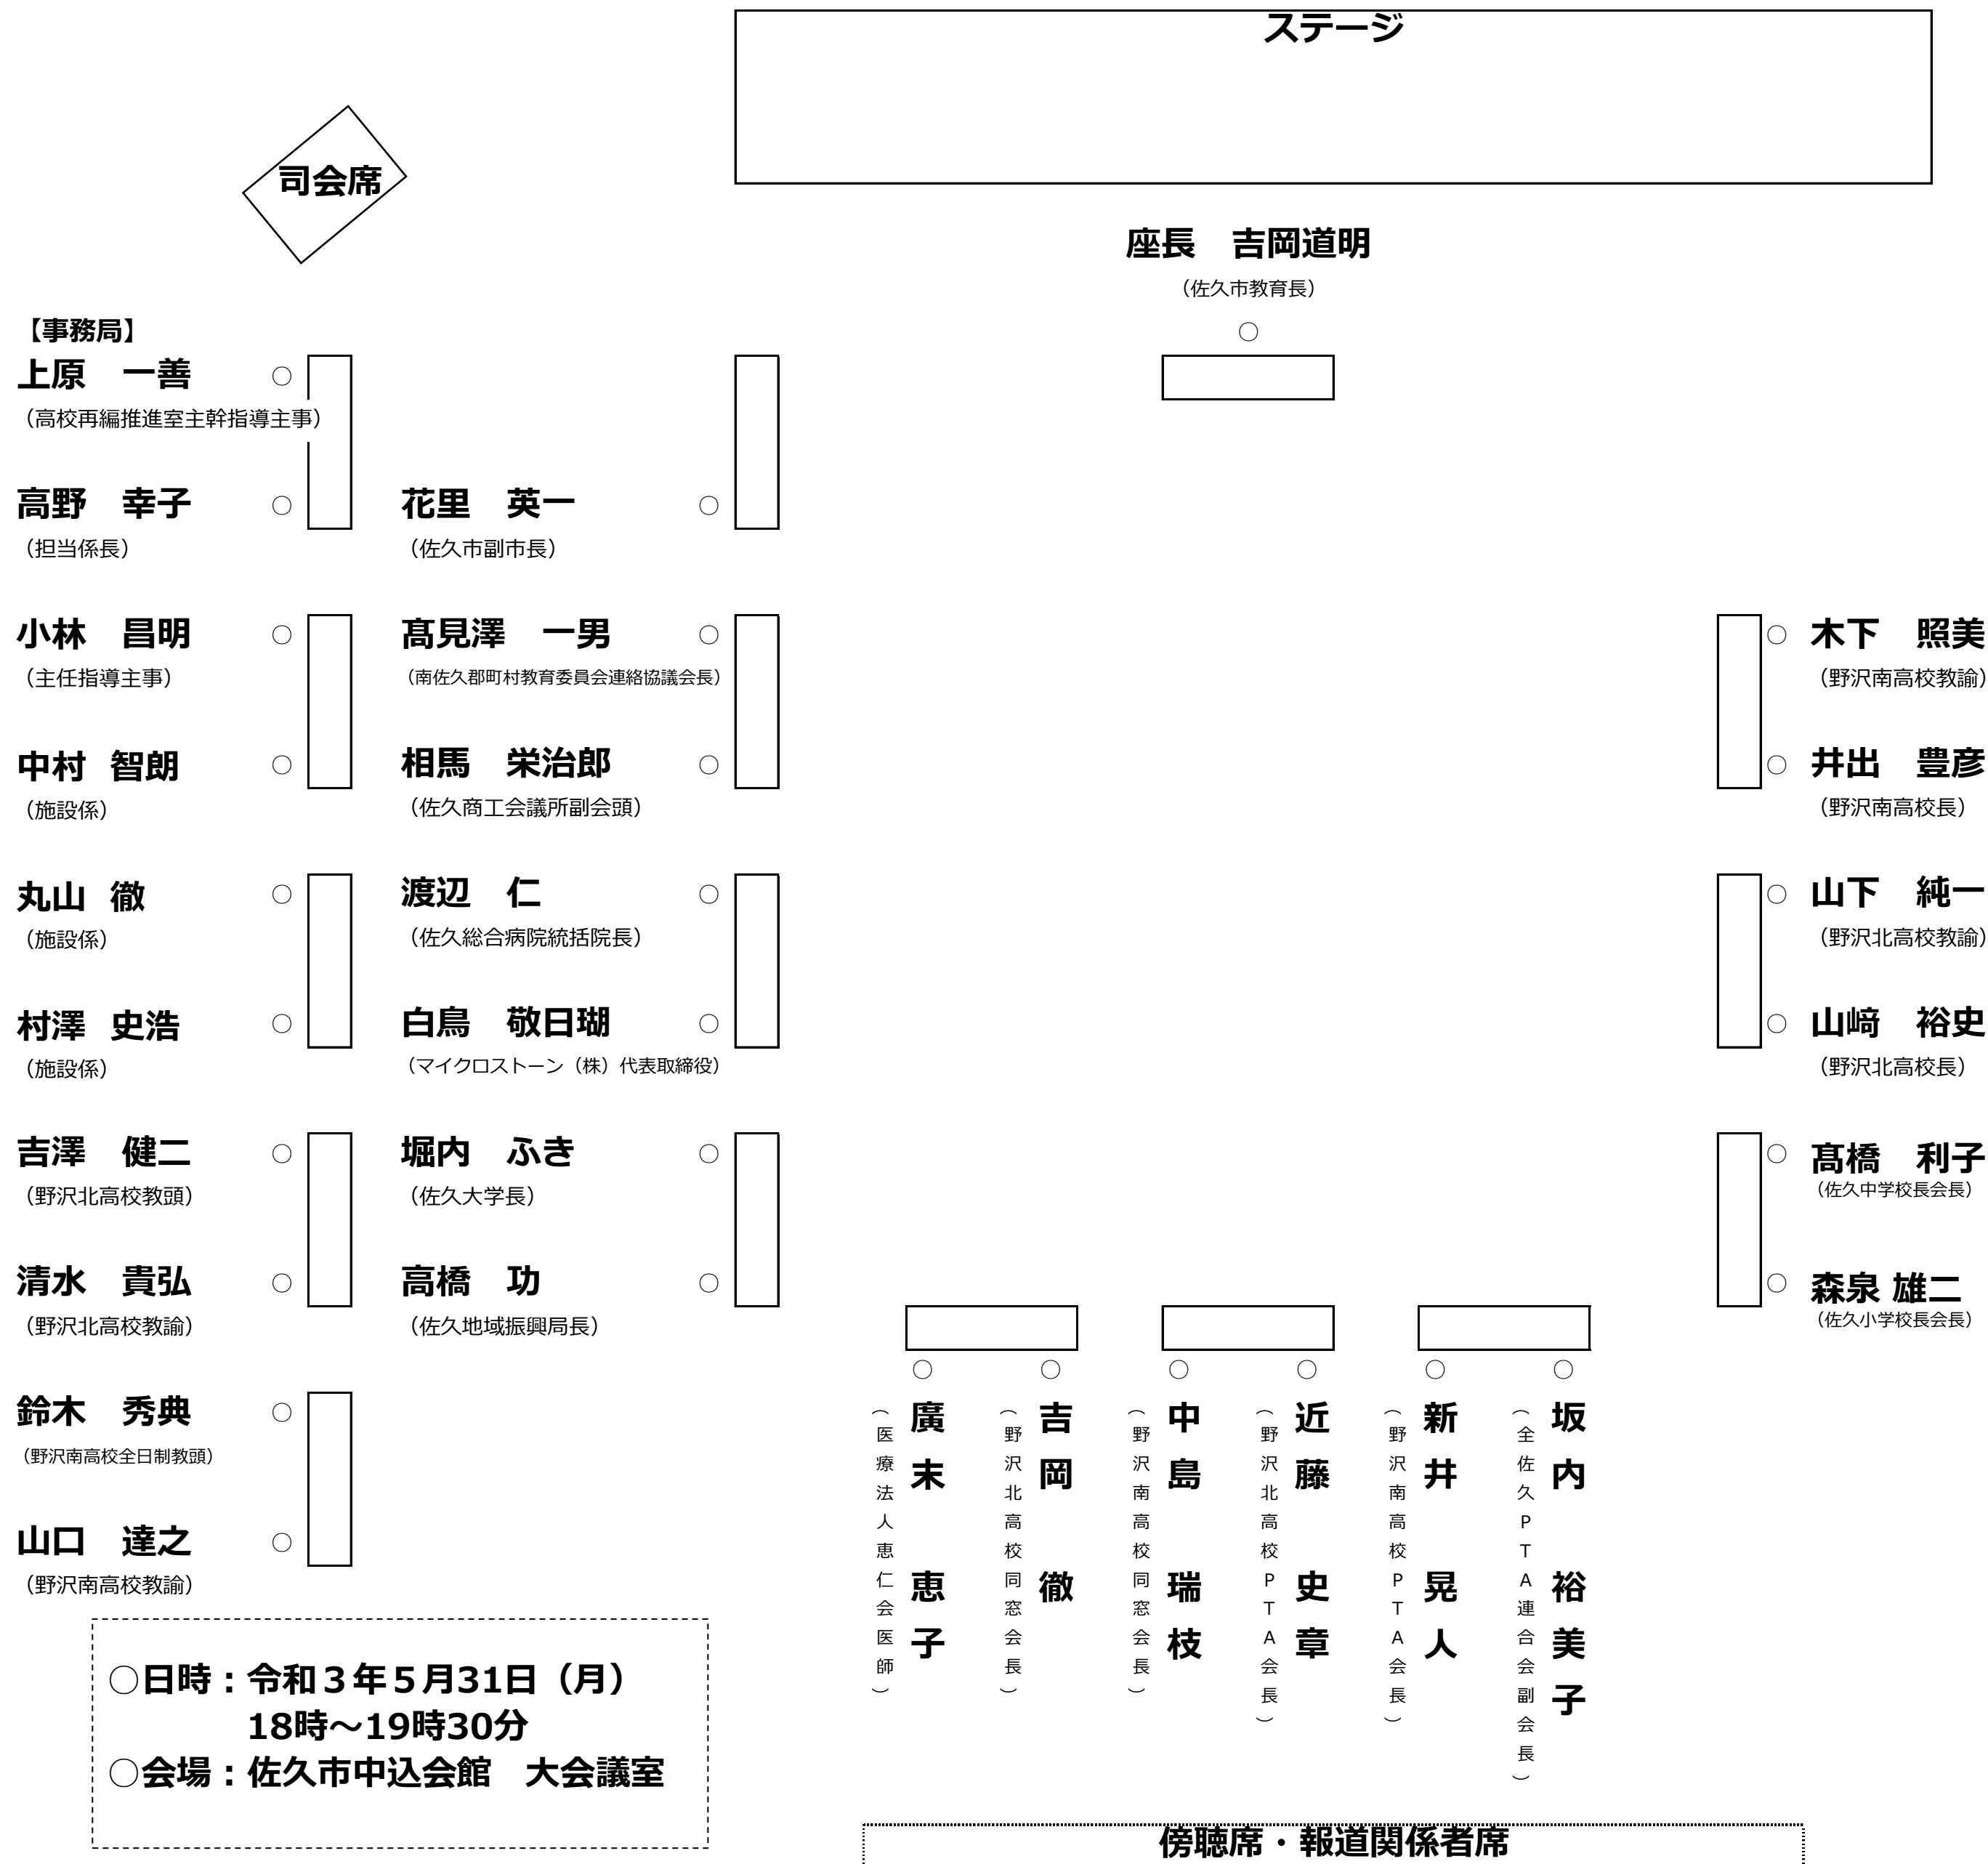 ステージ
司会席
座長　吉岡道明
（佐久市教育長）
○
【事務局】
上原　一善　○
（高校再編推進室主幹指導主事）
高野　幸子　○
（担当係長）
小林　昌明　○
（主任指導主事）
中村　智朗　○
（施設係）
丸山　徹　○
（施設係）
村澤　史浩　○
（施設係）
吉澤　健二　○
（野沢北高校教頭）
清水　貴弘　○
（野沢北高校教諭）
鈴木　秀典　○
（野沢南高校全日制教頭）
山口　達之　○
（野沢南高校教諭）
花里　英一　○
（佐久市副市長）
髙見澤　一男　○
（南佐久郡町村教育委員会連絡協議会長）
相馬　栄治郎　○
（佐久商工会議所副会頭）
渡辺　仁　○
（佐久総合病院統括院長）
白鳥　敬日瑚　○
（マイクロストーン（株）代表取締役）
堀内　ふき　○
（佐久大学長）
高橋　功　○
（佐久地域振興局長）
○　木下　照美
（野沢南高校教諭）
○　井出　豊彦
（野沢南高校長）
○　山下　純一
（野沢北高校教諭）
○　山﨑　裕史
（野沢北高校長）
○　髙橋　利子
（佐久中学校長会長）
○　森泉 雄二
（佐久小学校長会長）
○　廣末　恵子
（医療法人恵仁会医師）
○　吉岡　徹
（野沢北高校同窓会長）
○　中島　瑞枝
（野沢南高校同窓会長）
○　近藤　史章
（野沢北高校ＰＴＡ会長）
○　新井　晃人
（野沢南高校ＰＴＡ会長）
○　坂内　裕美子
（全佐久ＰＴＡ連合会副会長）
○日時：令和３年５月31日（月）
18時～19時30分
○会場：佐久市中込会館　大会議室
傍聴席・報道関係者席